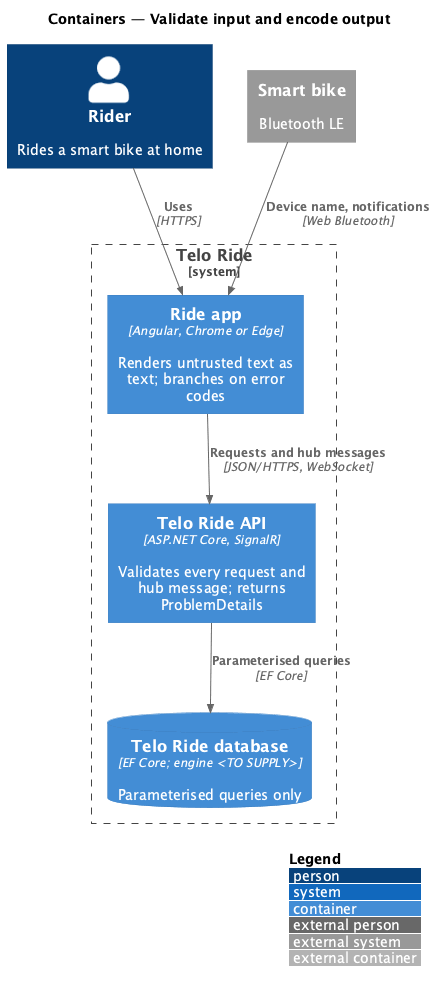 Containers — Validate input and encode output
Rider
Rides a smart bike at home
Smart bike
Bluetooth LE
Uses
[HTTPS]
Device name, notifications
[Web Bluetooth]
Telo Ride
[system]
Ride app
[Angular, Chrome or Edge]
Renders untrusted text as
text; branches on error
codes
Requests and hub messages
[JSON/HTTPS, WebSocket]
Telo Ride API
[ASP.NET Core, SignalR]
Validates every request and
hub message; returns
ProblemDetails
Parameterised queries
[EF Core]
Telo Ride database
[EF Core; engine <TO SUPPLY>]
Parameterised queries only
Legend
person
system
container
external person
external system
external container